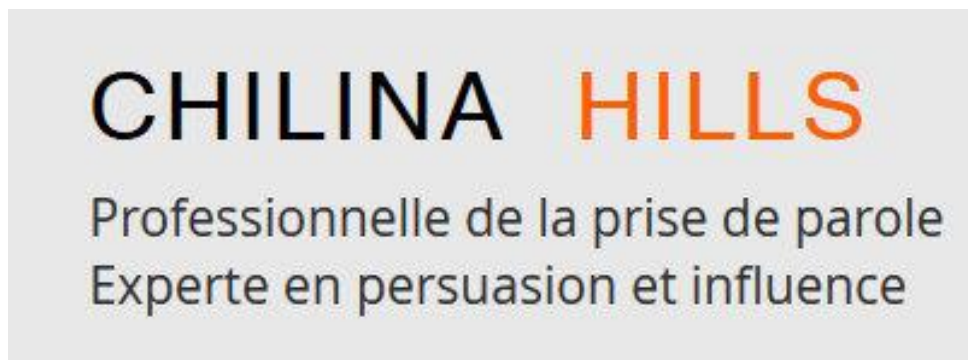 CHILINA HILLS
Professionnelle de la prise de parole
Experte en persuasion et influence